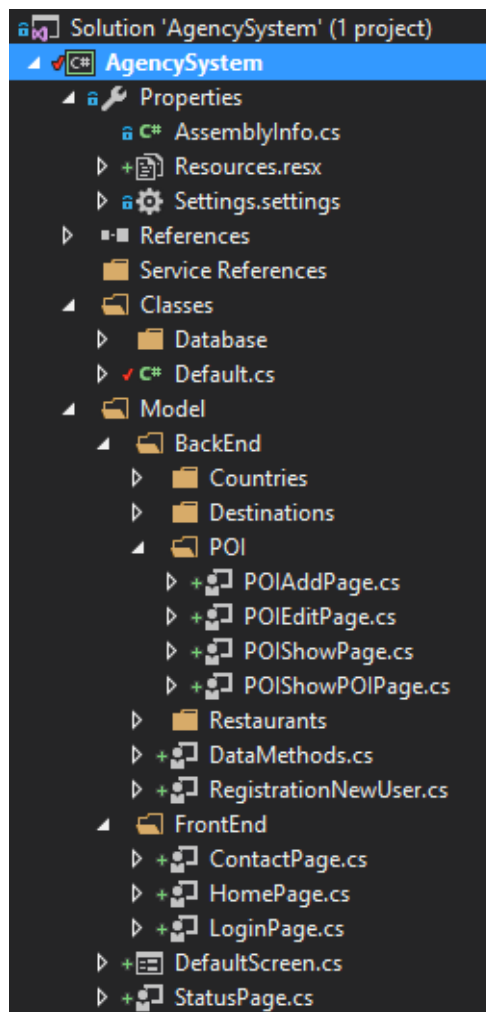 Solution 'AgencySystem' (1 project)
C# AgencySystem
Properties
C# AssemblyInfo.cs
Resources.resx
Settings.settings
References
Service References
Classes
Database
C# Default.cs
Model
BackEnd
Countries
Destinations
POI
POIAddPage.cs
POIEditPage.cs
POIShowPage.cs
POIShowPOIPage.cs
Restaurants
DataMethods.cs
RegistrationNewUser.cs
FrontEnd
ContactPage.cs
HomePage.cs
LoginPage.cs
DefaultScreen.cs
StatusPage.cs